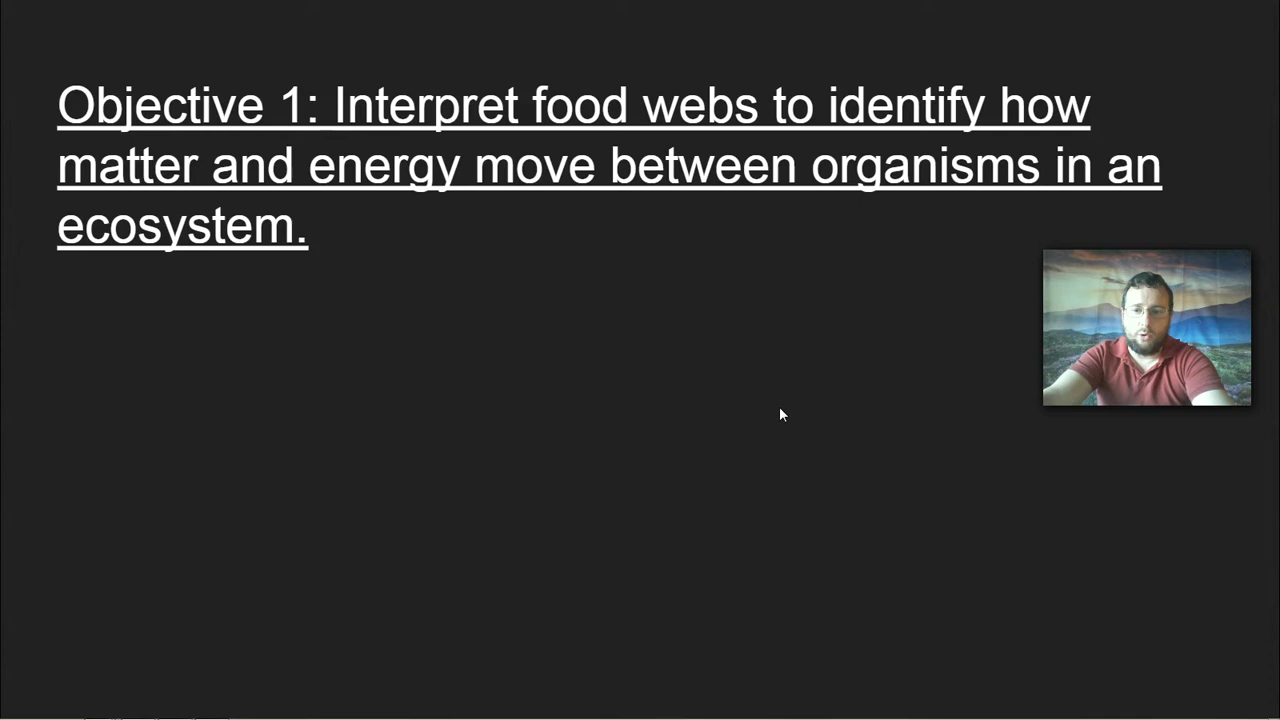 Objective 1: Interpret food webs to identify how
matter and energy move between organisms in an
ecosystem.